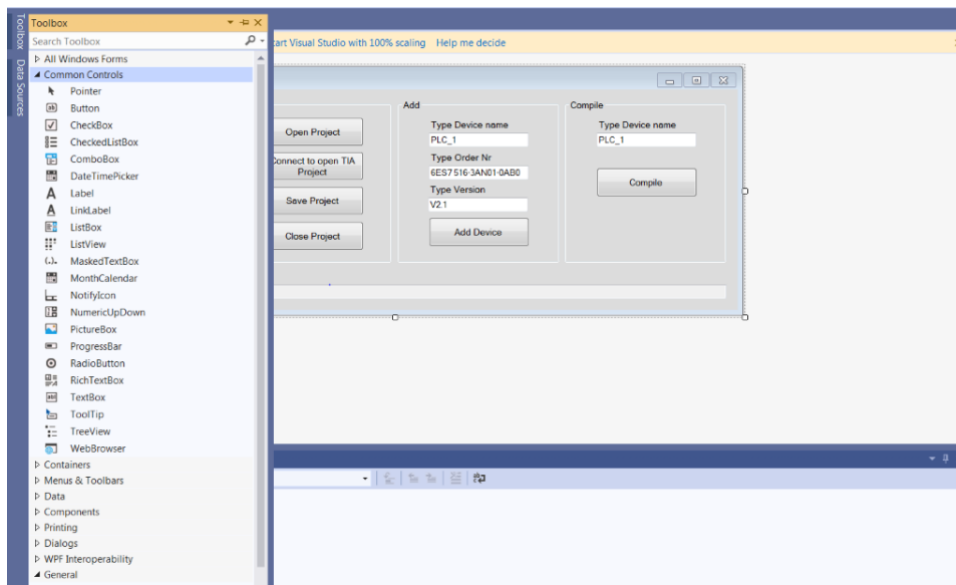 Toolbox
Data Sources
Toolbox
Search Toolbox
All Windows Forms
Common Controls
Pointer
Button
CheckBox
CheckedListBox
ComboBox
DateTimePicker
Label
LinkLabel
ListBox
ListView
MaskedTextBox
MonthCalendar
NotifyIcon
NumericUpDown
PictureBox
ProgressBar
RadioButton
RichTextBox
TextBox
ToolTip
TreeView
WebBrowser
Containers
Menus & Toolbars
Data
Components
Printing
Dialogs
WPF Interoperability
General
tart Visual Studio with 100% scaling Help me decide
Open Project
Connect to open TIA
Project
Save Project
Close Project
Add
Type Device name
PLC_1
Type Order Nr
6ES7 516-3AN01-0AB0
Type Version
V2.1
Add Device
Compile
Type Device name
PLC_1
Compile